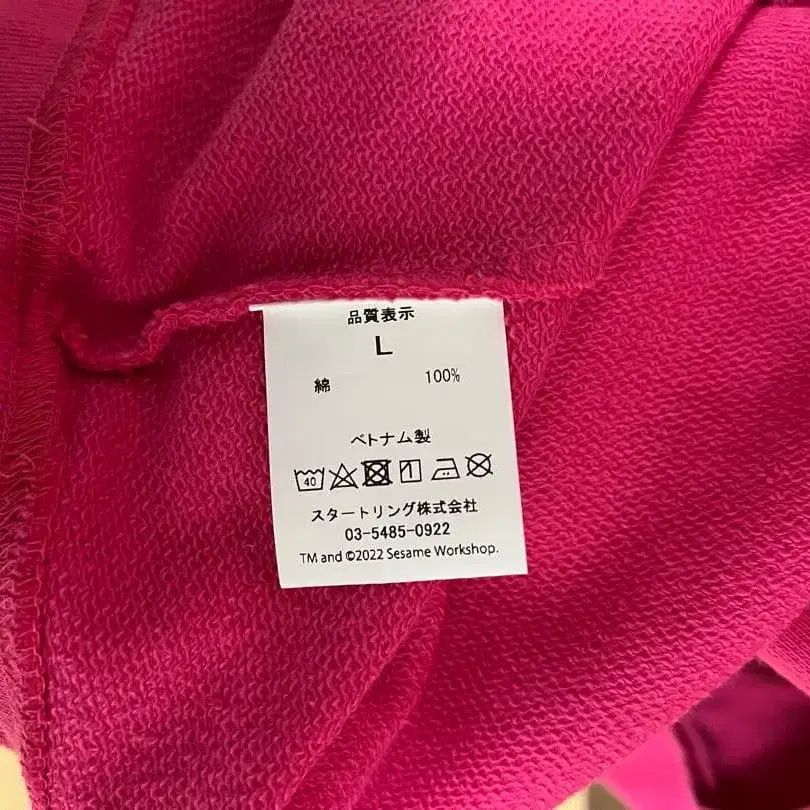 品質表示
L
綿 100%
ベトナム製
40
スタートリング株式会社
03-5485-0922
TM and ©2022 Sesame Workshop.